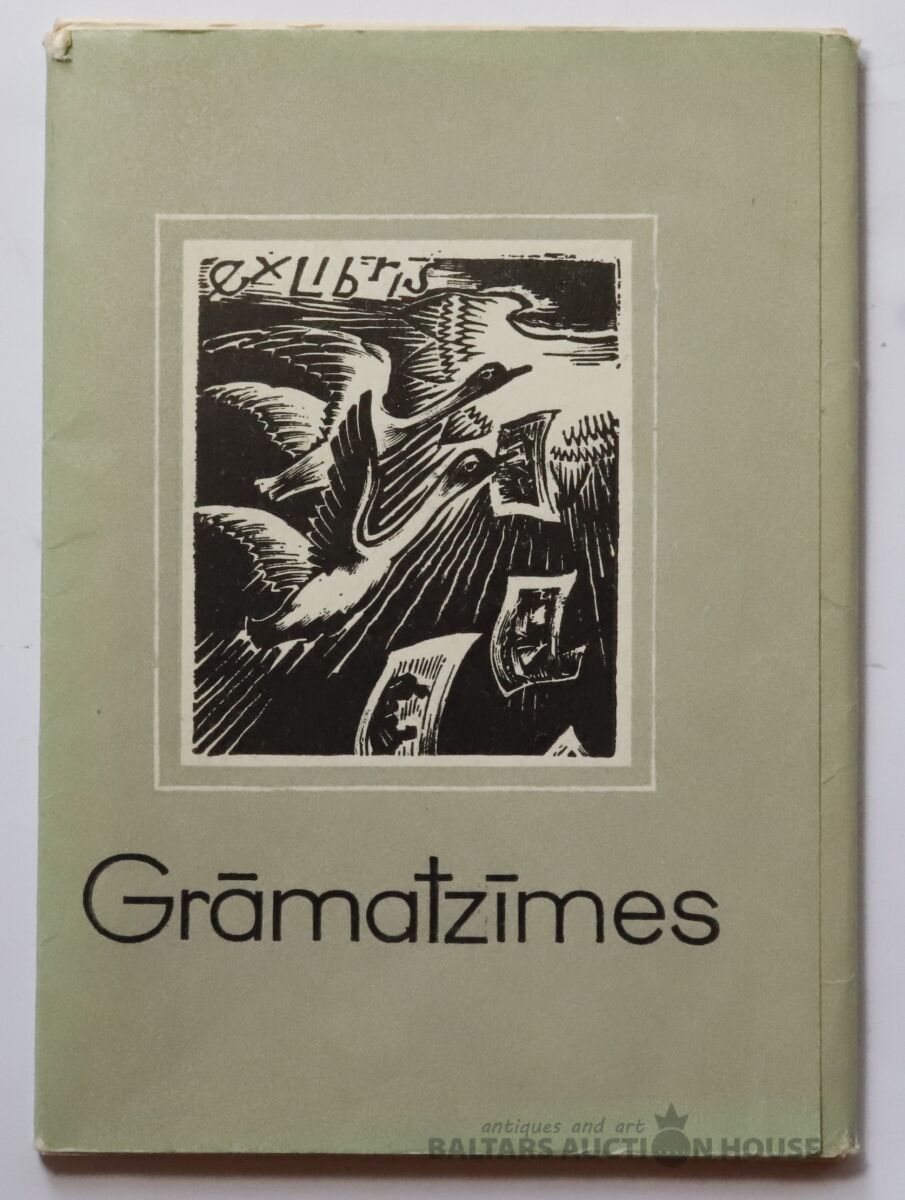 exLibris
Grāmatzīmes
antiques and art
BALTARS AUCTION HOUSE